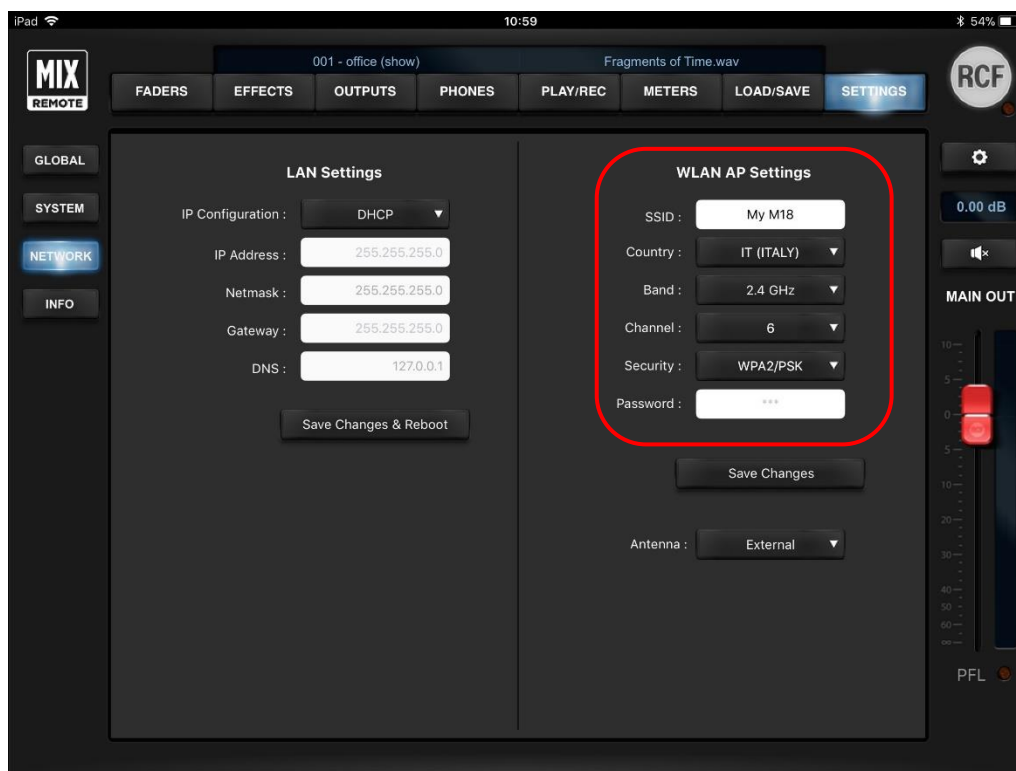 iPad 10:59 54%
MIX
REMOTE
001 - office (show) Fragments of Time.wav
FADERS EFFECTS OUTPUTS PHONES PLAY/REC METERS LOAD/SAVE SETTINGS
RCF
GLOBAL
SYSTEM
NETWORK
INFO
LAN Settings
IP Configuration : DHCP
IP Address : 255.255.255.0
Netmask : 255.255.255.0
Gateway : 255.255.255.0
DNS : 127.0.0.1
Save Changes & Reboot
WLAN AP Settings
SSID : My M18
Country : IT (ITALY)
Band : 2.4 GHz
Channel : 6
Security : WPA2/PSK
Password : ***
Save Changes
Antenna : External
0.00 dB
MAIN OUT
10
5
0
5
10
20
30
40
50
60
∞
PFL